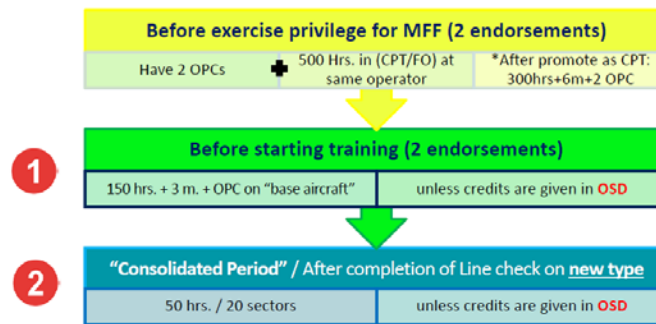 Before exercise privilege for MFF (2 endorsements)
Have 2 OPCs
500 Hrs. in (CPT/FO) at
same operator
*After promote as CPT:
300hrs+6m+2 OPC
Before starting training (2 endorsements)
1
150 hrs. + 3 m. + OPC on “base aircraft”
unless credits are given in OSD
“Consolidated Period” / After completion of Line check on new type
2
50 hrs. / 20 sectors
unless credits are given in OSD